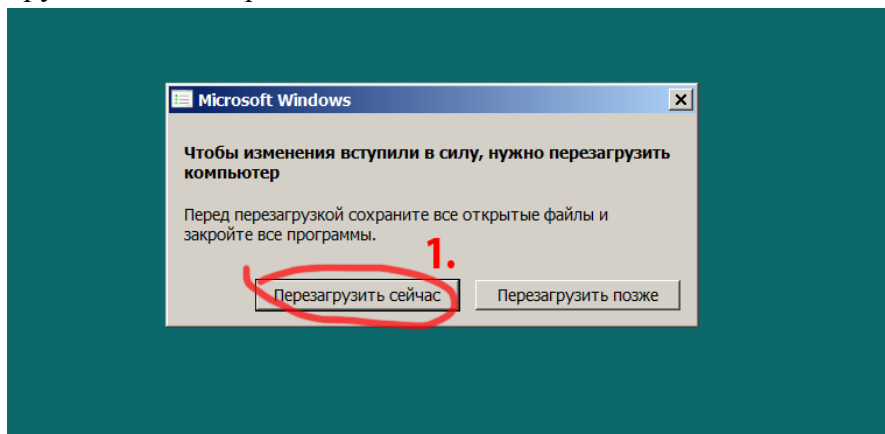 Microsoft Windows
Чтобы изменения вступили в силу, нужно перезагрузить
компьютер
Перед перезагрузкой сохраните все открытые файлы и
закройте все программы.
1.
Перезагрузить сейчас Перезагрузить позже